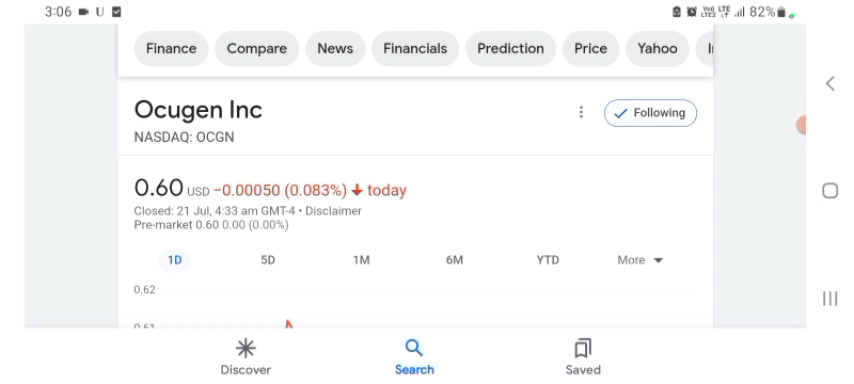 3:06 U 82%
Finance Compare News Financials Prediction Price Yahoo
Ocugen Inc
Following
NASDAQ: OCGN
0.60 USD −0.00050 (0.083%) today
Closed: 21 Jul, 4:33 am GMT-4 • Disclaimer
Pre-market 0.60 0.00 (0.00%)
1D 5D 1M 6M YTD More
0.62
0.61
Discover Search Saved